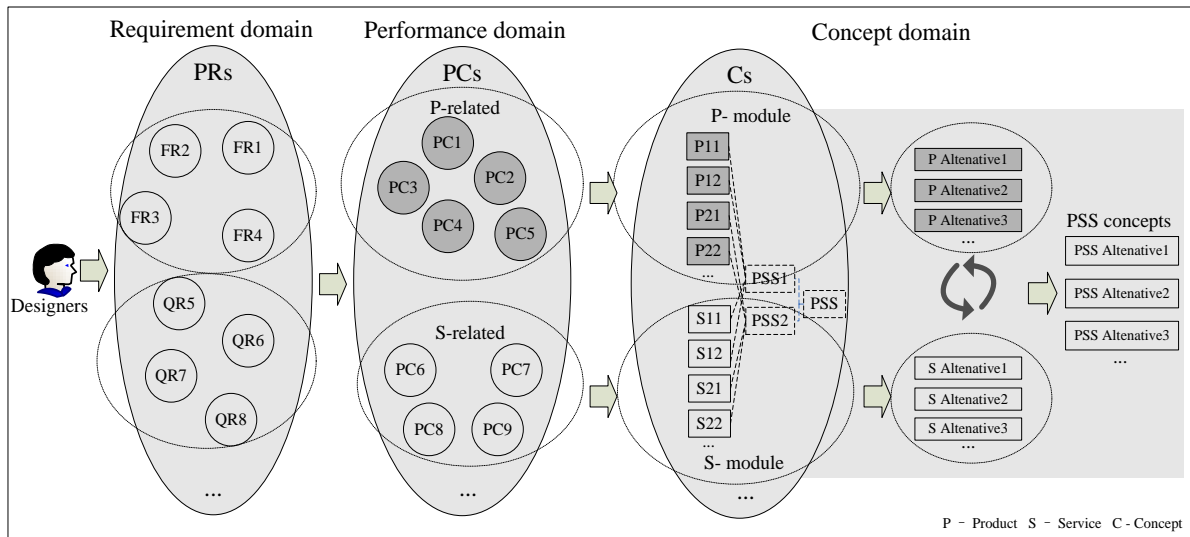 Requirement domain
Performance domain
Concept domain
PRs
PCs
Cs
FR2
FR1
FR3
FR4
QR5
QR6
QR7
QR8
...
Designers
P-related
PC1
PC2
PC3
PC4
PC5
S-related
PC6
PC7
PC8
PC9
...
P- module
P11
P12
P21
P22
...
PSS1
PSS2
PSS
S11
S12
S21
S22
...
S- module
...
P Altenative1
P Altenative2
P Altenative3
...
S Altenative1
S Altenative2
S Altenative3
...
PSS concepts
PSS Altenative1
PSS Altenative2
PSS Altenative3
...
P - Product S - Service C - Concept